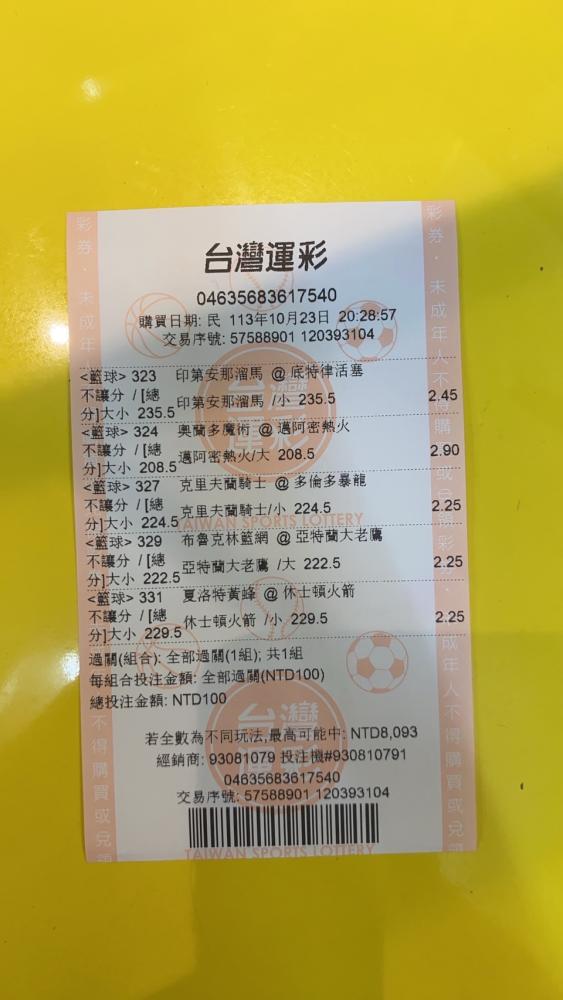 台灣運彩
04635683617540
購買日期: 民 113年10月23日 20:28:57
交易序號: 57588901 120393104
<籃球> 323 印第安那溜馬 @ 底特律活塞
不讓分 / [總
分]大小 235.5 印第安那溜馬 /小 235.5 2.45
<籃球> 324 奧蘭多魔術 @ 邁阿密熱火
不讓分 / [總
分]大小 208.5 邁阿密熱火/大 208.5 2.90
<籃球> 327 克里夫蘭騎士 @ 多倫多暴龍
不讓分 / [總
分]大小 224.5 克里夫蘭騎士/小 224.5 2.25
TAIWAN SPORTS LOTTERY
<籃球> 329 布魯克林籃網 @ 亞特蘭大老鷹
不讓分 / [總
分]大小 222.5 亞特蘭大老鷹 /大 222.5 2.25
<籃球> 331 夏洛特黃蜂 @ 休士頓火箭
不讓分 / [總
分]大小 229.5 休士頓火箭 /小 229.5 2.25
過關(組合): 全部過關(1組); 共1組
每組合投注金額: 全部過關(NTD100)
總投注金額: NTD100
台灣運彩
若全數為不同玩法,最高可能中: NTD8,093
經銷商: 93081079 投注機#930810791
04635683617540
交易序號: 57588901 120393104
TAIWAN SPORTS LOTTERY
彩券．未成年人
不得購買或兌
彩券．未成年人不得購
成年人不得購買或兌